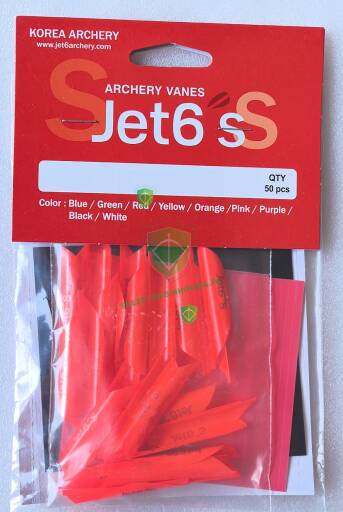 KOREA ARCHERY
www.jet6archery.com
ARCHERY VANES
S Jet6's S
QTY
50 pcs
Color : Blue / Green / Red / Yellow / Orange /Pink / Purple /
Black / White